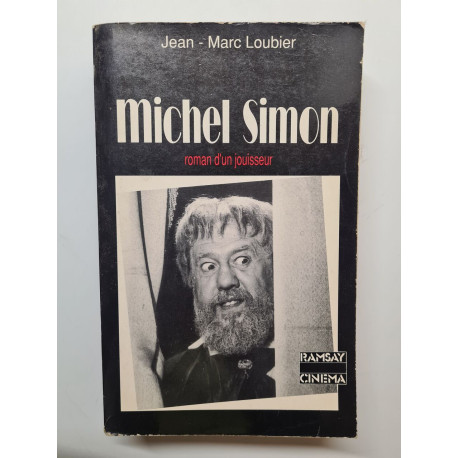 Jean - Marc Loubier
Michel Simon
roman d'un jouisseur
RAMSAY
CINEMA